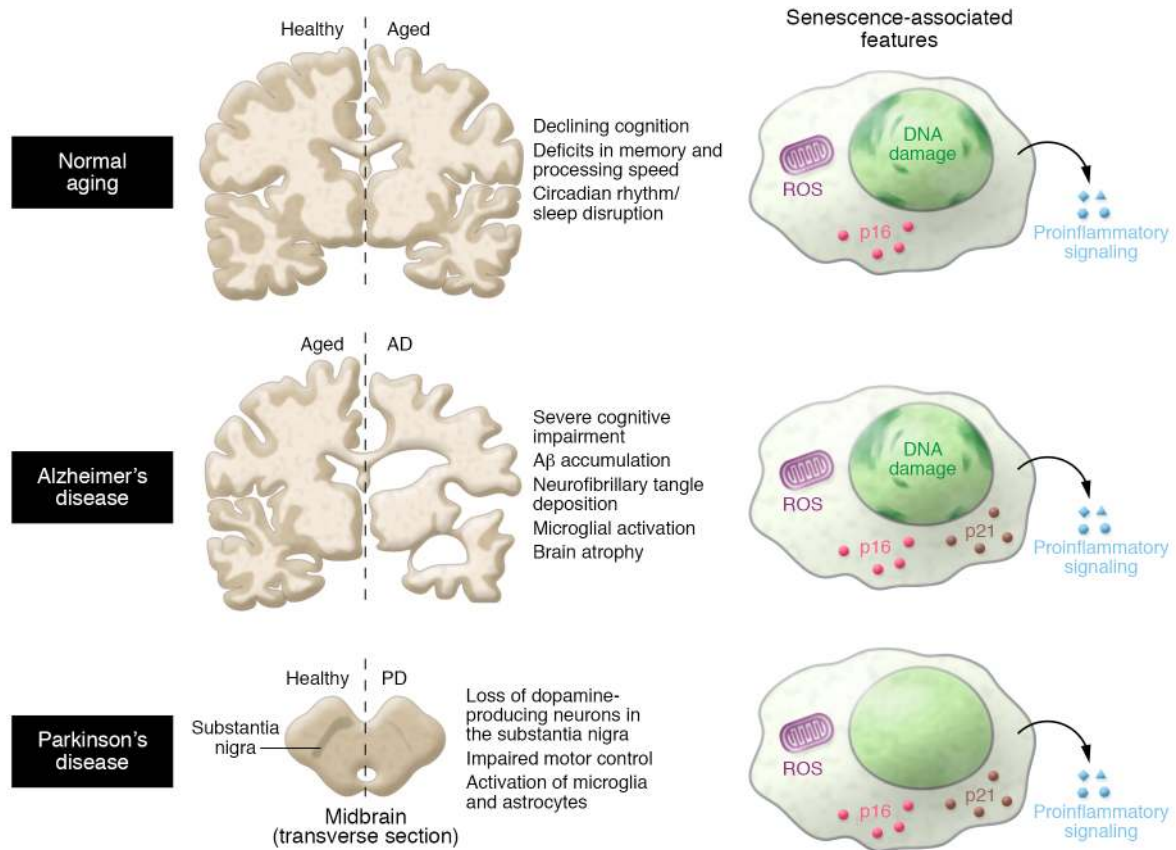 Senescence-associated
features
Healthy
Aged
Normal
aging
Declining cognition
Deficits in memory and
processing speed
Circadian rhythm/
sleep disruption
DNA
damage
ROS
p16
Proinflammatory
signaling
Aged
AD
Alzheimer's
disease
Severe cognitive
impairment
Aβ accumulation
Neurofibrillary tangle
deposition
Microglial activation
Brain atrophy
DNA
damage
ROS
p16
p21
Proinflammatory
signaling
Healthy
PD
Parkinson's
disease
Substantia
nigra
Midbrain
(transverse section)
Loss of dopamine-
producing neurons in
the substantia nigra
Impaired motor control
Activation of microglia
and astrocytes
ROS
p16
p21
Proinflammatory
signaling